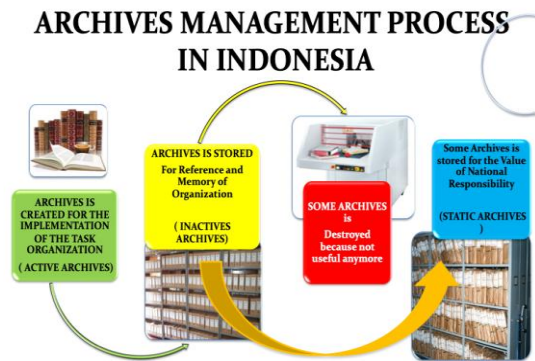 ARCHIVES MANAGEMENT PROCESS
IN INDONESIA
ARCHIVES IS
CREATED FOR THE
IMPLEMENTATION
OF THE TASK
ORGANIZATION
( ACTIVE ARCHIVES)
ARCHIVES IS STORED
For Reference and
Memory of
Organization
( INACTIVES
ARCHIVES)
SOME ARCHIVES is
Destroyed
because not
useful anymore
Some Archives is
stored for the Value
of National
Responsibility
(STATIC ARCHIVES
)